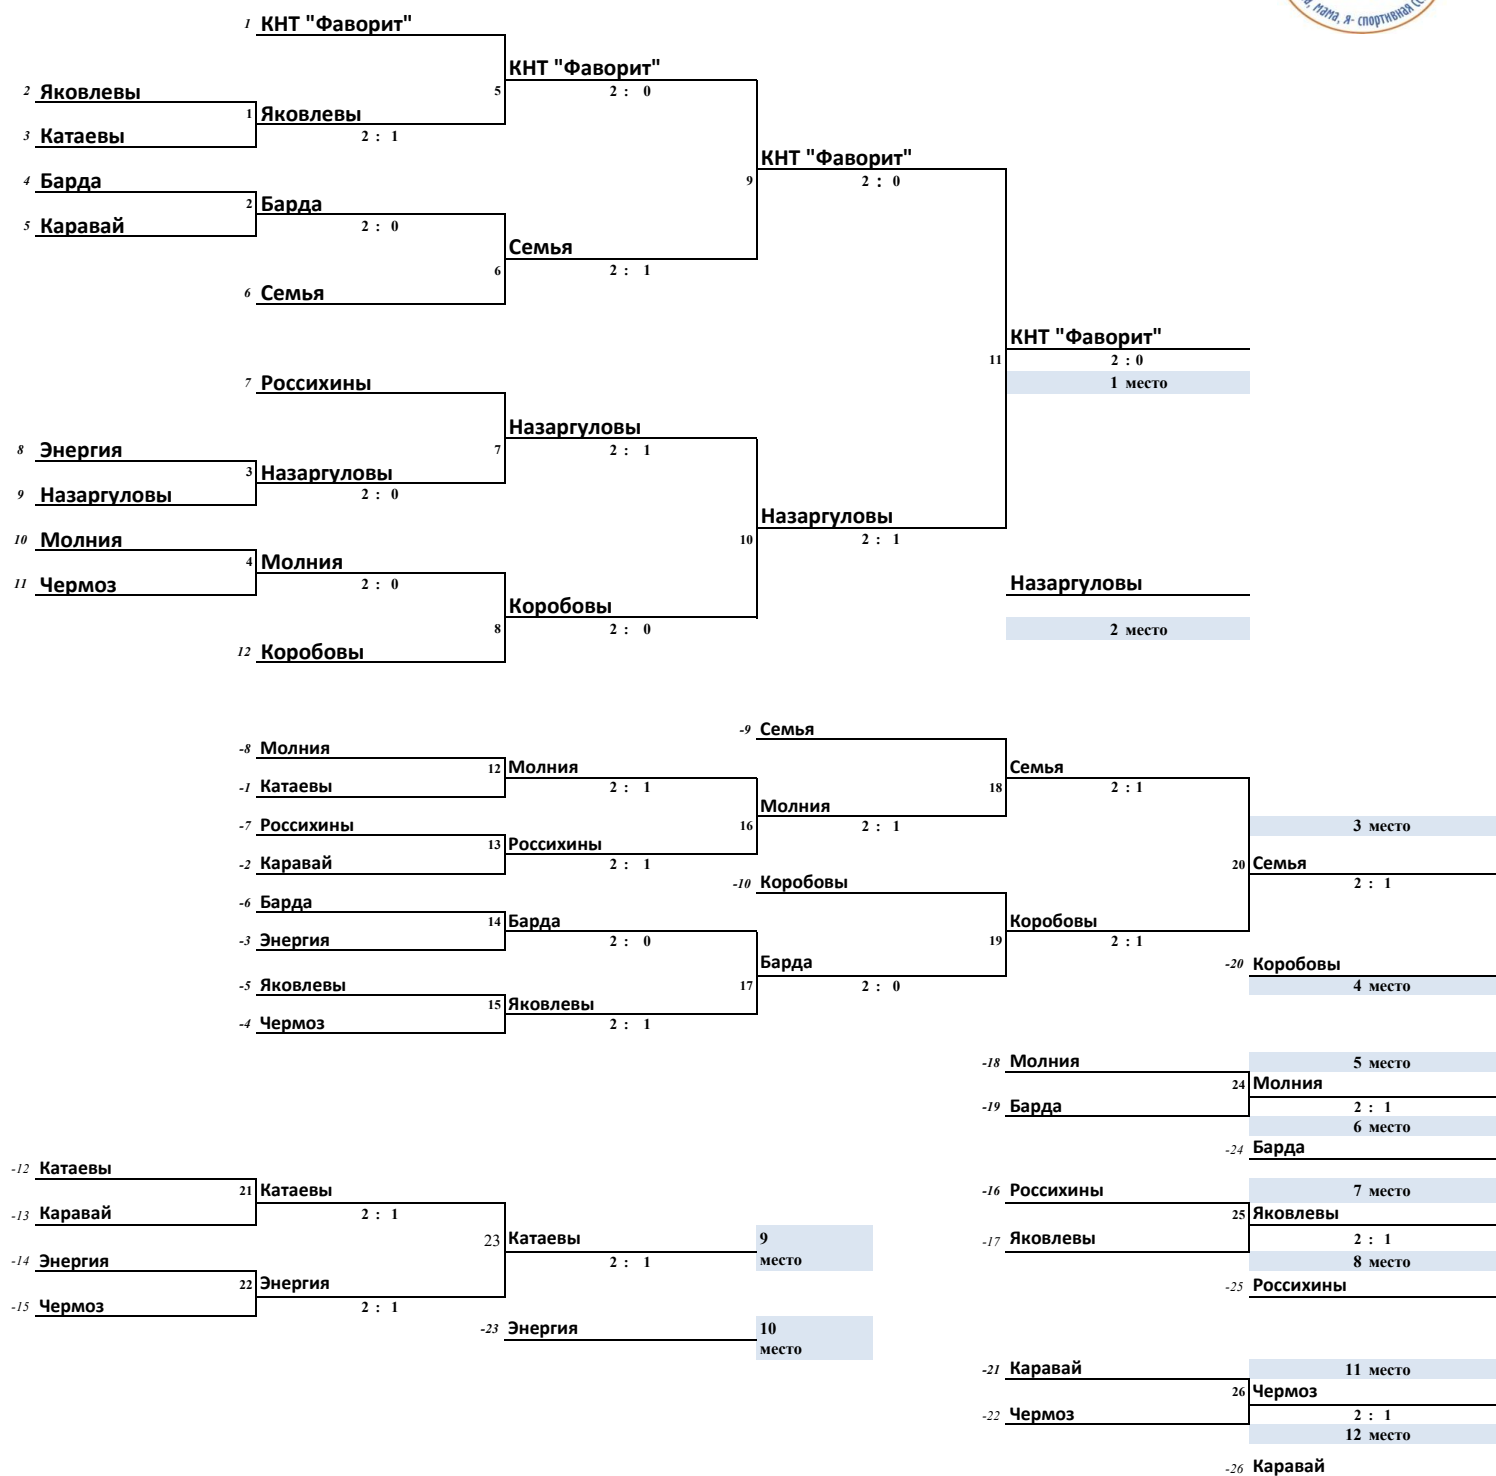 мама, я- спортивная
1 КНТ "Фаворит"
КНТ "Фаворит"
2 Яковлевы
5
2 : 0
1 Яковлевы
3 Катаевы
2 : 1
КНТ "Фаворит"
4 Барда
9
2 : 0
2 Барда
5 Каравай
2 : 0
Семья
6
2 : 1
6 Семья
КНТ "Фаворит"
11
2 : 0
7 Россихины
1 место
Назаргуловы
8 Энергия
7
2 : 1
3 Назаргуловы
9 Назаргуловы
2 : 0
Назаргуловы
10 Молния
10
2 : 1
4 Молния
11 Чермоз
2 : 0
Назаргуловы
Коробовы
8
2 : 0
2 место
12 Коробовы
-9 Семья
-8 Молния
12 Молния
Семья
-1 Катаевы
2 : 1
18
2 : 1
Молния
-7 Россихины
16
2 : 1
3 место
13 Россихины
-2 Каравай
2 : 1
20 Семья
-10 Коробовы
2 : 1
-6 Барда
14 Барда
Коробовы
-3 Энергия
2 : 0
19
2 : 1
Барда
-20 Коробовы
-5 Яковлевы
17
2 : 0
4 место
15 Яковлевы
-4 Чермоз
2 : 1
-18 Молния
5 место
24 Молния
-19 Барда
2 : 1
6 место
-24 Барда
-12 Катаевы
21 Катаевы
-16 Россихины
7 место
-13 Каравай
2 : 1
25 Яковлевы
23 Катаевы
9
место
-17 Яковлевы
2 : 1
-14 Энергия
2 : 1
8 место
22 Энергия
-25 Россихины
-15 Чермоз
2 : 1
-23 Энергия
10
место
-21 Каравай
11 место
26 Чермоз
-22 Чермоз
2 : 1
12 место
-26 Каравай